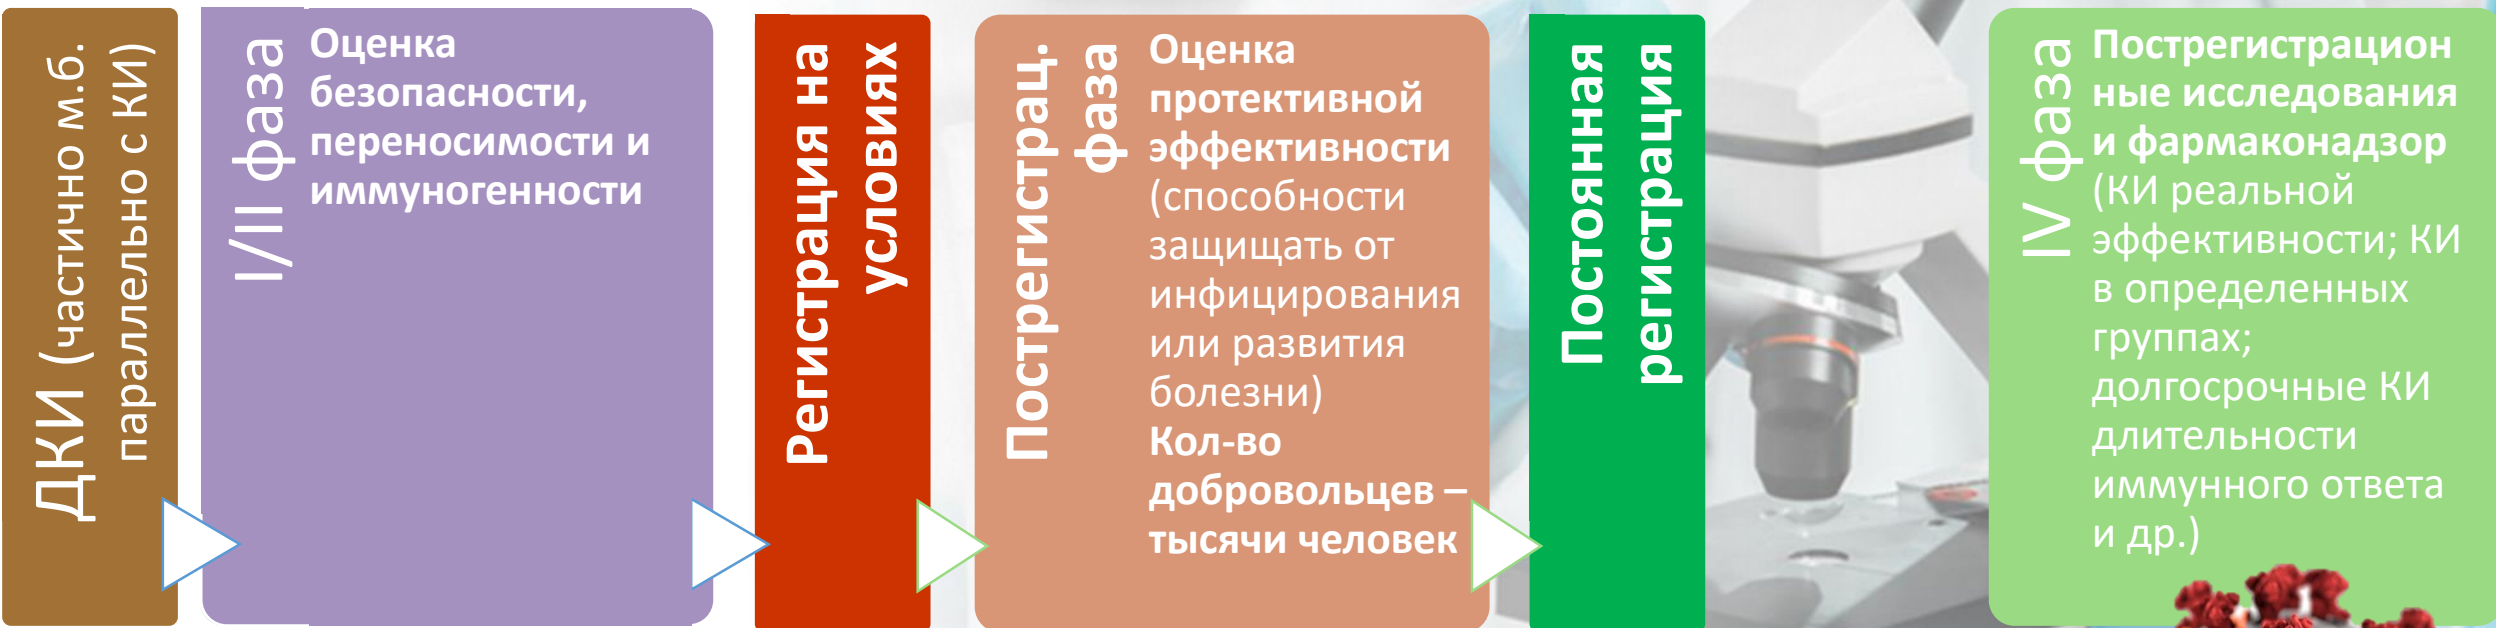 ДКИ (частично м.б.
параллельно с КИ)
I/II фаза
Оценка
безопасности,
переносимости и
иммуногенности
Регистрация на
условиях
Пострегистрац.
фаза
Оценка
протективной
эффективности
(способности
защищать от
инфицирования
или развития
болезни)
Кол-во
добровольцев –
тысячи человек
Постоянная
регистрация
IV фаза
Пострегистрацион
ные исследования
и фармаконадзор
(КИ реальной
эффективности; КИ
в определенных
группах;
долгосрочные КИ
длительности
иммунного ответа
и др.)